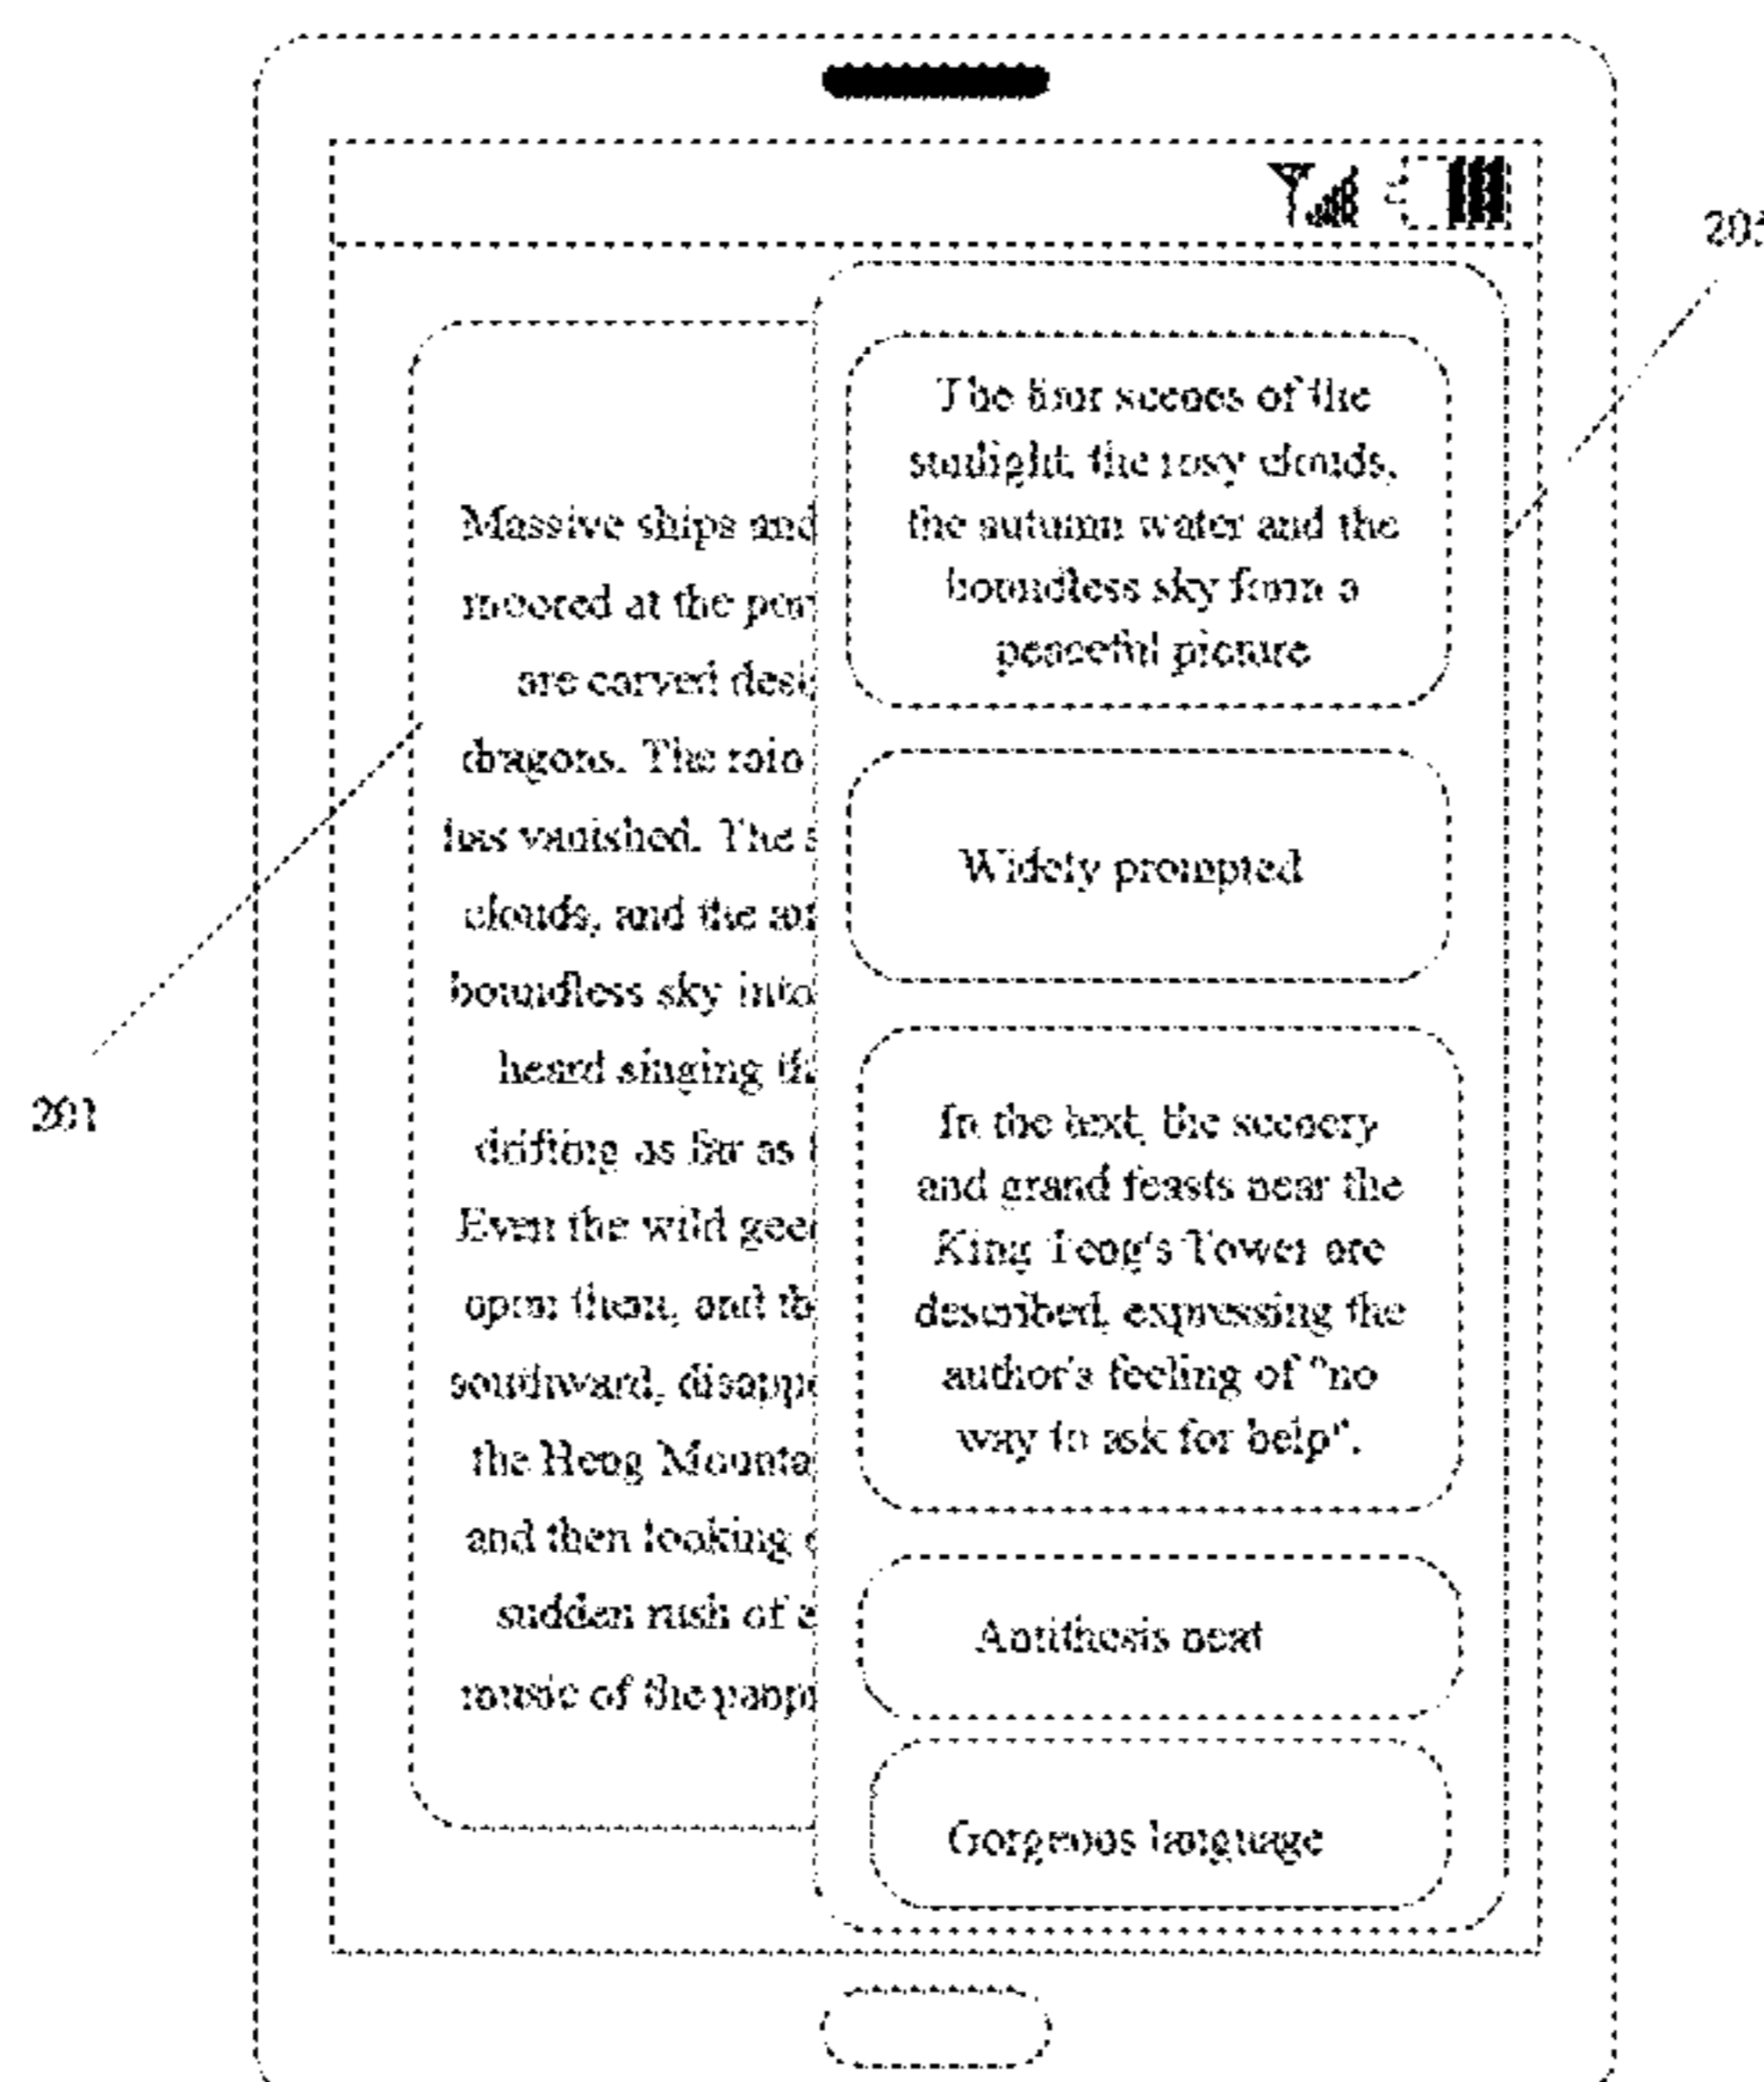 Massive ships and
moored at the por
are carved desi
dragons. The rain
has vanished. The s
clouds, and the au
boundless sky into
heard singing th
drifting as far as
Even the wild gee
upon them, and th
southward, disapp
the Heng Mounta
and then looking
sudden rush of e
music of the panpi
The four scenes of the
sunlight, the rosy clouds,
the autumn water and the
boundless sky form a
peaceful picture
Widely prompted
In the text, the scenery
and grand feasts near the
King Teng's Tower are
described, expressing the
author's feeling of "no
way to ask for help".
Antithesis neat
Gorgeous language
201